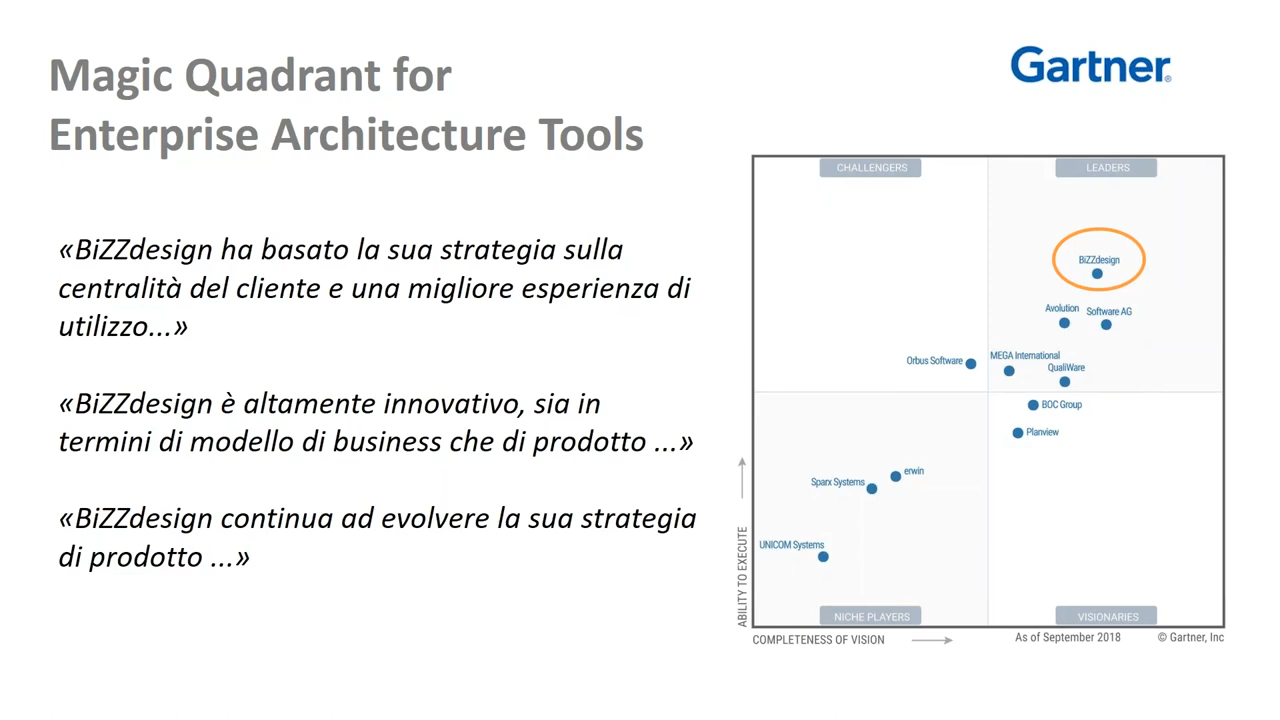 Magic Quadrant for
Enterprise Architecture Tools
Gartner®
«BiZZdesign ha basato la sua strategia sulla
centralità del cliente e una migliore esperienza di
utilizzo...»
«BiZZdesign è altamente innovativo, sia in
termini di modello di business che di prodotto ...»
«BiZZdesign continua ad evolvere la sua strategia
di prodotto ...»
CHALLENGERS
LEADERS
BiZZdesign
Avolution
Software AG
Orbus Software
MEGA International
QualiWare
BOC Group
Planview
erwin
Sparx Systems
UNICOM Systems
NICHE PLAYERS
VISIONARIES
ABILITY TO EXECUTE
COMPLETENESS OF VISION
As of September 2018
© Gartner, Inc